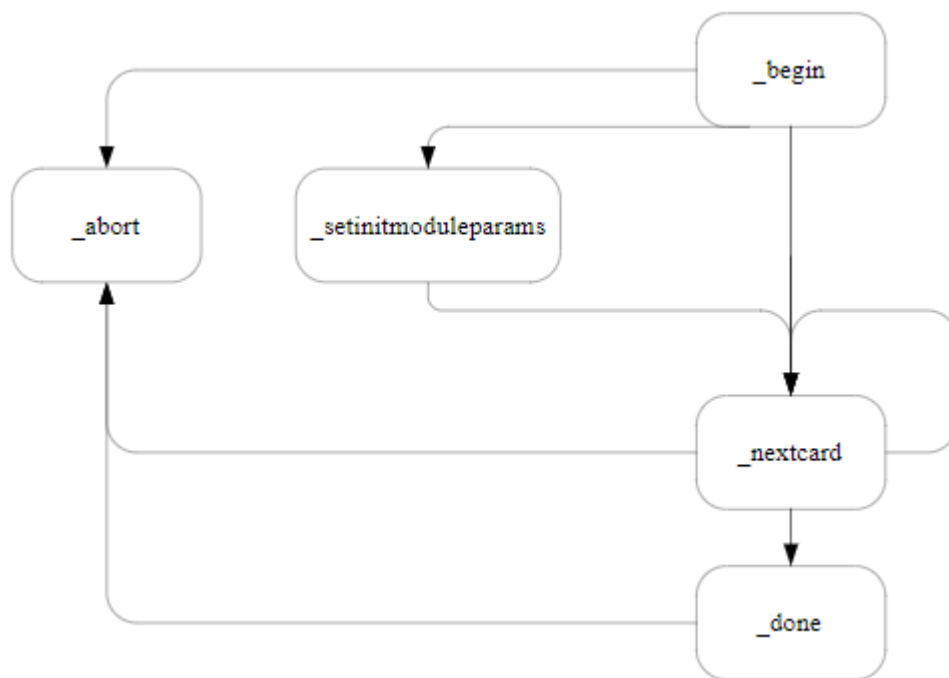 _begin
_abort
_setinitmoduleparams
_nextcard
_done